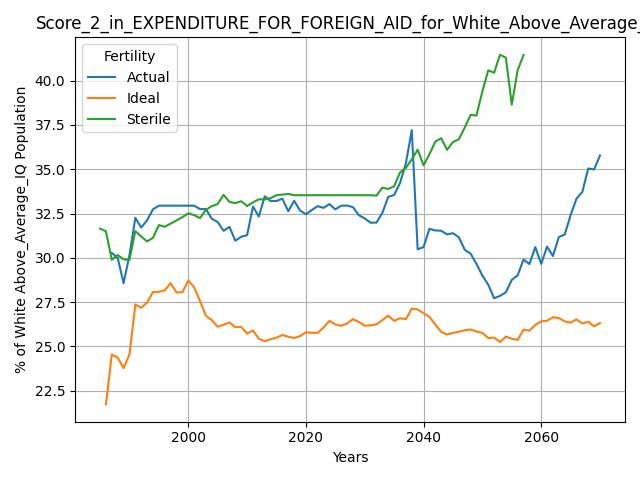 Score_2_in_EXPENDITURE_FOR_FOREIGN_AID_for_White_Above_Average_
Fertility
Actual
Ideal
Sterile
% of White Above_Average_IQ Population
40.0
37.5
35.0
32.5
30.0
27.5
25.0
22.5
2000
2020
2040
2060
Years